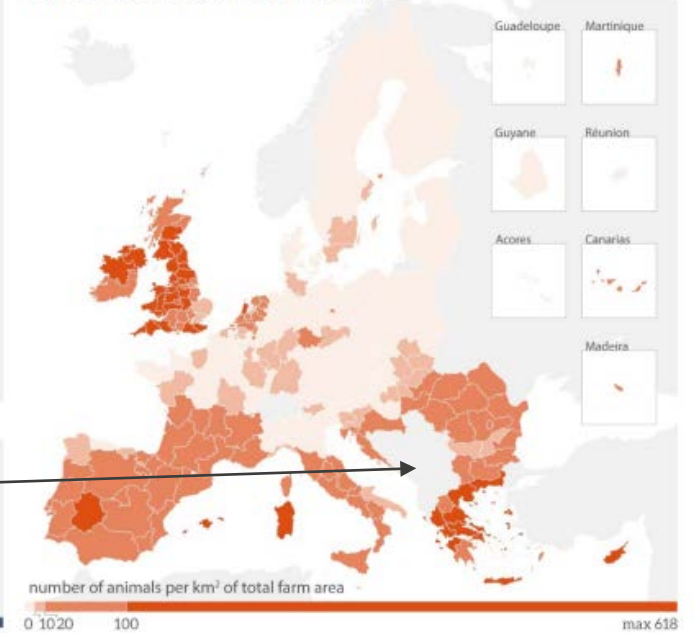 Guadeloupe
Martinique
Guyane
Réunion
Acores
Canarias
Madeira
number of animals per km² of total farm area
0 10 20 100 max 618